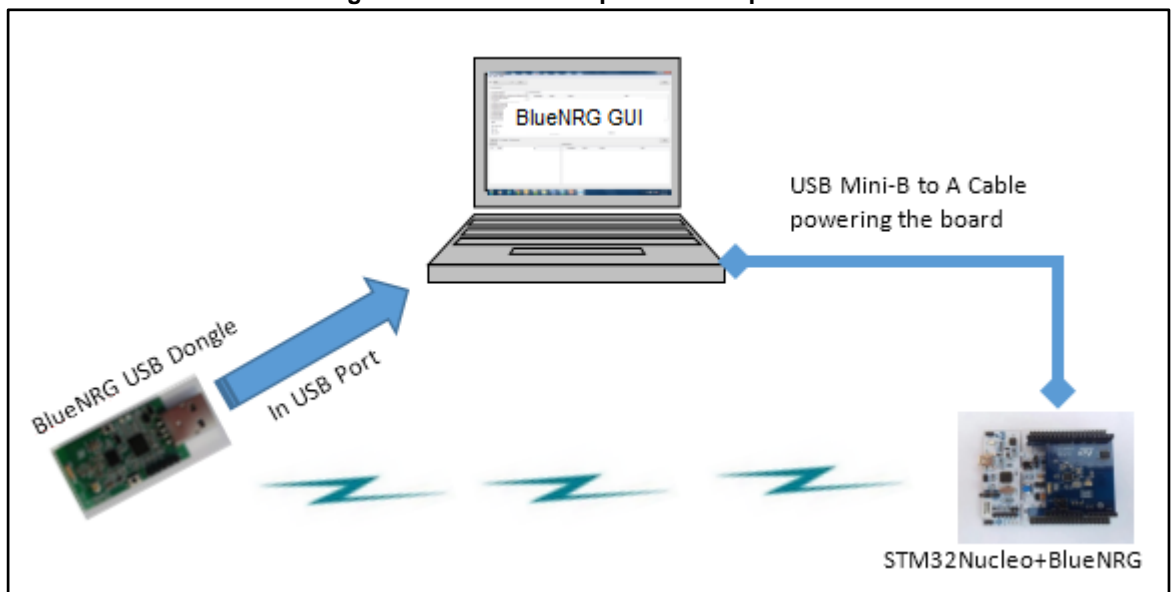 BlueNRG GUI
USB Mini-B to A Cable
powering the board
BlueNRG USB Dongle
In USB Port
STM32Nucleo+BlueNRG